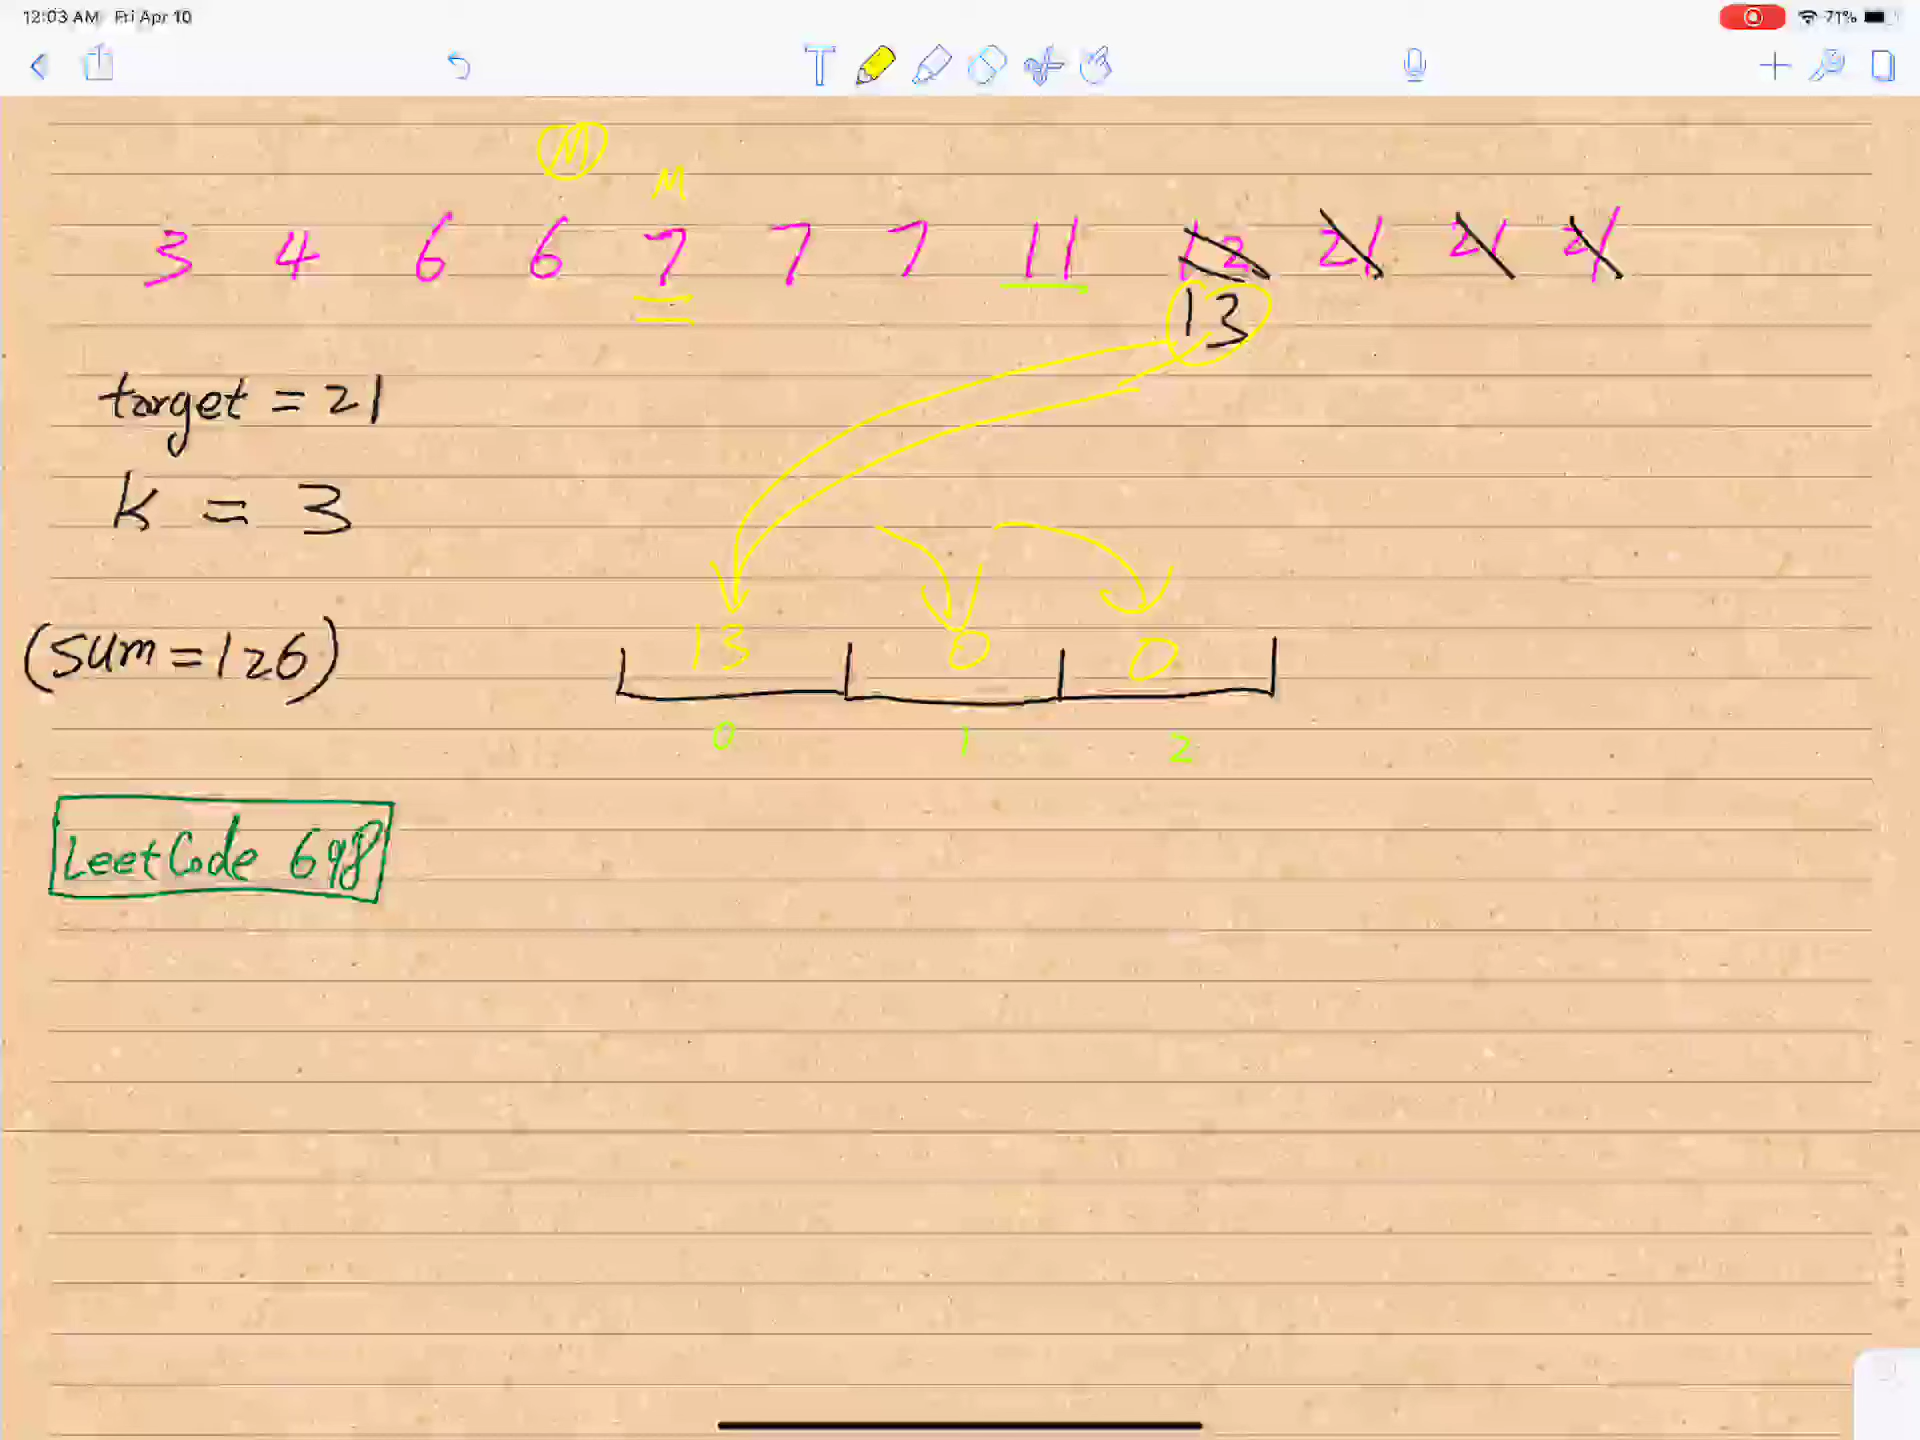 12:03 AM Fri Apr 10 71%
M
M
3 4 6 6 7 7 7 11 12 21 21 21
13
target = 21
k = 3
(sum=126)
13 0 0
0 1 2
LeetCode 698